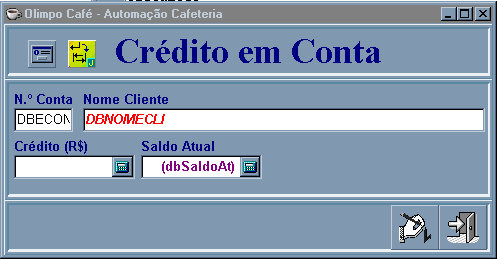 Olimpo Café - Automação Cafeteria
Crédito em Conta
N.º Conta Nome Cliente
DBECON DBNOMECLI
Crédito (R$) Saldo Atual
(dbSaldoAt)